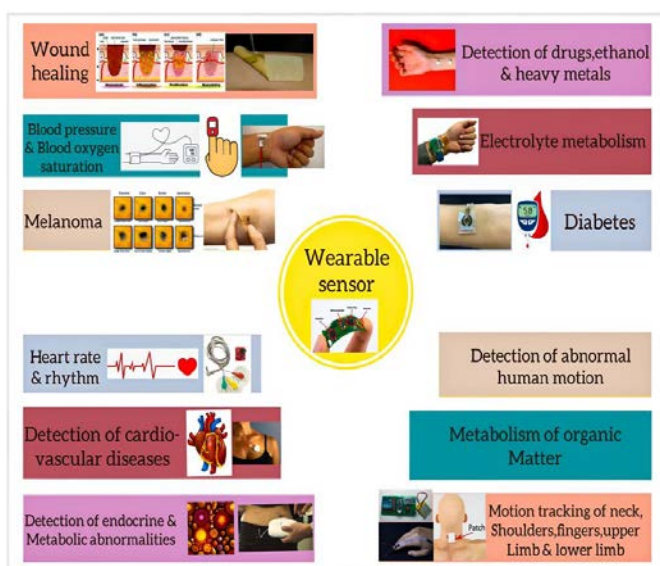 Wound
healing
Blood pressure
& Blood oxygen
saturation
Melanoma
Heart rate
& rhythm
Detection of cardio-
vascular diseases
Detection of endocrine &
Metabolic abnormalities
Wearable
sensor
Detection of drugs,ethanol
& heavy metals
Electrolyte metabolism
Diabetes
Detection of abnormal
human motion
Metabolism of organic
Matter
Motion tracking of neck,
Shoulders,fingers,upper
Limb & lower limb
Patch